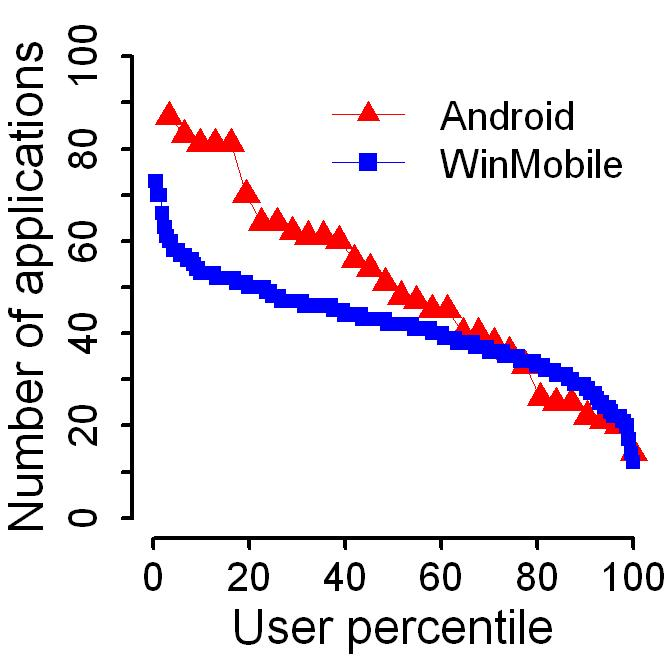 Number of applications
100
80
60
40
20
0
Android
WinMobile
0 20 40 60 80 100
User percentile